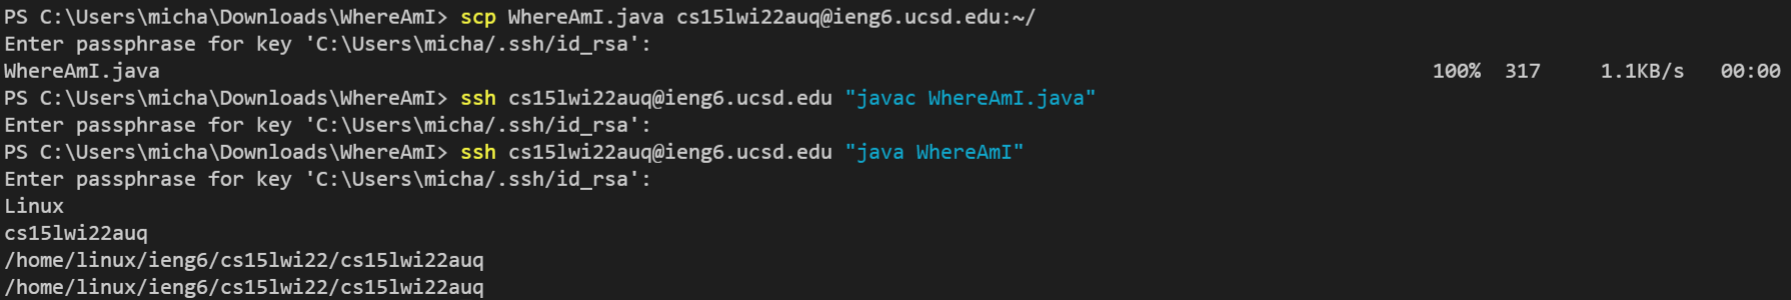 PS C:\Users\micha\Downloads\WhereAmI> scp WhereAmI.java cs15lwi22auq@ieng6.ucsd.edu:~/
Enter passphrase for key 'C:\Users\micha/.ssh/id_rsa':
WhereAmI.java 100% 317 1.1KB/s 00:00
PS C:\Users\micha\Downloads\WhereAmI> ssh cs15lwi22auq@ieng6.ucsd.edu "javac WhereAmI.java"
Enter passphrase for key 'C:\Users\micha/.ssh/id_rsa':
PS C:\Users\micha\Downloads\WhereAmI> ssh cs15lwi22auq@ieng6.ucsd.edu "java WhereAmI"
Enter passphrase for key 'C:\Users\micha/.ssh/id_rsa':
Linux
cs15lwi22auq
/home/linux/ieng6/cs15lwi22/cs15lwi22auq
/home/linux/ieng6/cs15lwi22/cs15lwi22auq